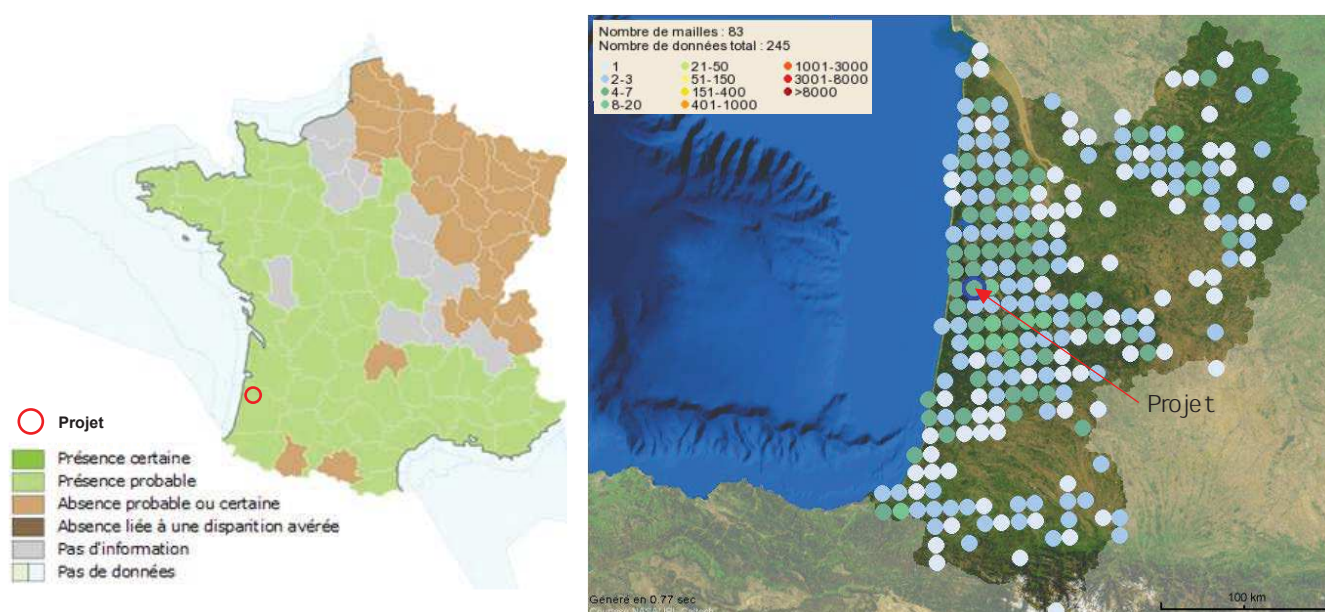 Projet
Présence certaine
Présence probable
Absence probable ou certaine
Absence liée à une disparition avérée
Pas d'information
Pas de données
Nombre de mailles : 83
Nombre de données total : 245
1 21-50 1001-3000
2-3 51-150 3001-8000
4-7 151-400 >8000
8-20 401-1000
Projet
Généré en 0.77 sec
100 km